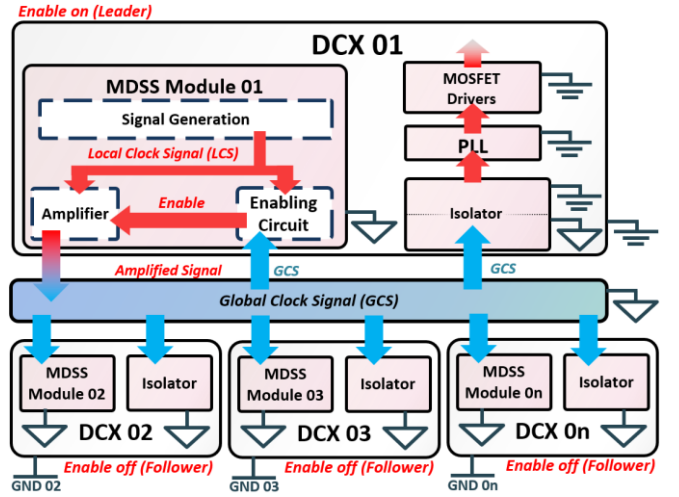 Enable on (Leader)
DCX 01
MDSS Module 01
Signal Generation
Local Clock Signal (LCS)
Amplifier
Enable
Enabling
Circuit
MOSFET
Drivers
PLL
Isolator
Amplified Signal
GCS
GCS
Global Clock Signal (GCS)
MDSS
Module 02
Isolator
DCX 02
MDSS
Module 03
Isolator
DCX 03
MDSS
Module 0n
Isolator
DCX 0n
Enable off (Follower)
Enable off (Follower)
Enable off (Follower)
GND 02
GND 03
GND 0n